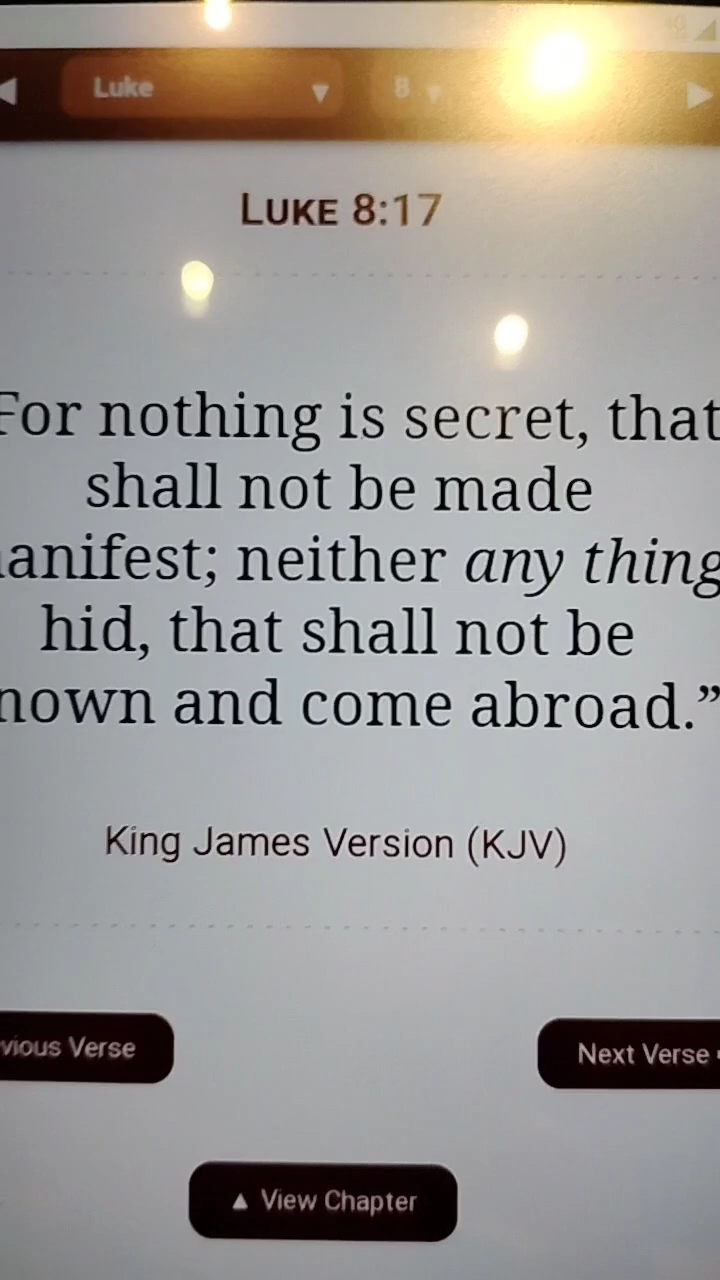 Luke 8
LUKE 8:17
For nothing is secret, that
shall not be made
anifest; neither any thing
hid, that shall not be
nown and come abroad.”
King James Version (KJV)
vious Verse
Next Verse
▲ View Chapter